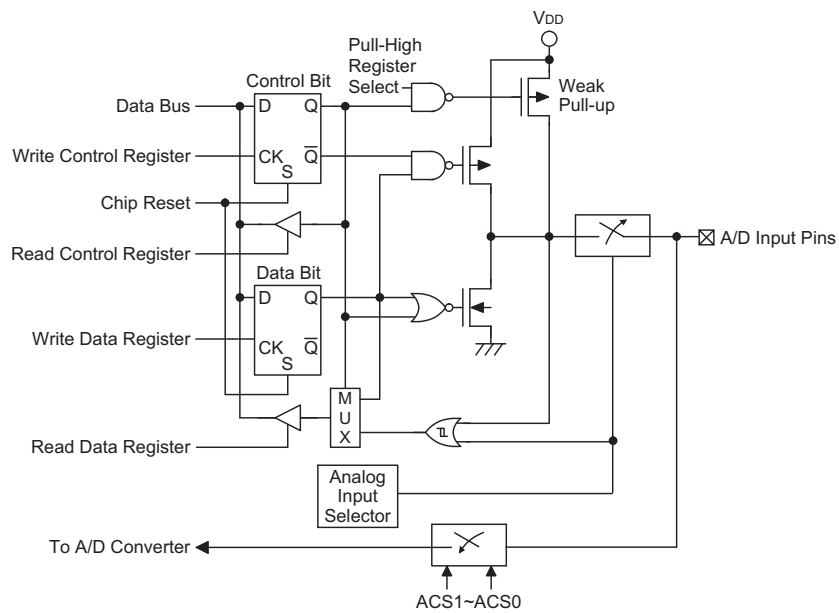 VDD
Pull-High
Register
Select
Weak
Pull-up
Control Bit
Data Bus
D
Q
Write Control Register
CK
Q̅
S
Chip Reset
Read Control Register
A/D Input Pins
Data Bit
D
Q
Write Data Register
CK
Q̅
S
M
U
X
Read Data Register
Analog
Input
Selector
To A/D Converter
ACS1~ACS0